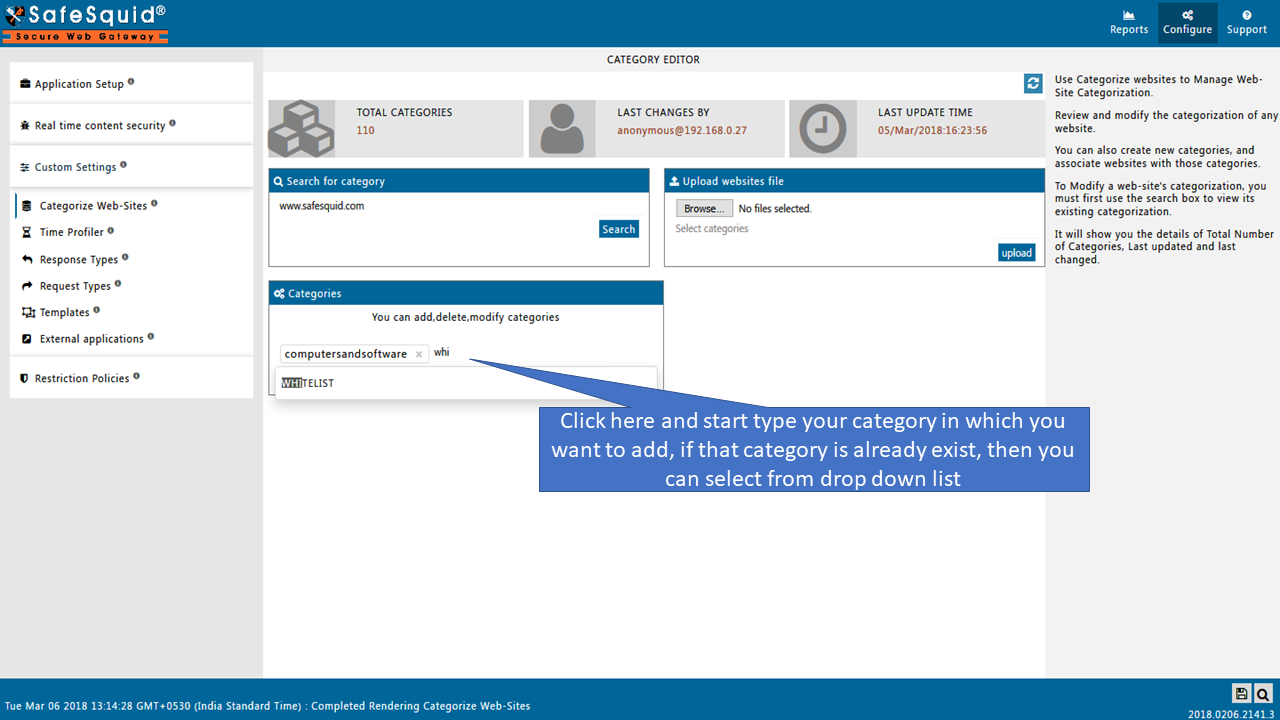 SafeSquid®
Secure Web Gateway
Reports
Configure
Support
Application Setup
Real time content security
Custom Settings
Categorize Web-Sites
Time Profiler
Response Types
Request Types
Templates
External applications
Restriction Policies
CATEGORY EDITOR
TOTAL CATEGORIES
110
LAST CHANGES BY
anonymous@192.168.0.27
LAST UPDATE TIME
05/Mar/2018:16:23:56
Search for category
www.safesquid.com
Search
Upload websites file
Browse... No files selected.
Select categories
upload
Categories
You can add,delete,modify categories
computersandsoftware × whi
WHITELIST
Click here and start type your category in which you
want to add, if that category is already exist, then you
can select from drop down list
Use Categorize websites to Manage Web-
Site Categorization.
Review and modify the categorization of any
website.
You can also create new categories, and
associate websites with those categories.
To Modify a web-site's categorization, you
must first use the search box to view its
existing categorization.
It will show you the details of Total Number
of Categories, Last updated and last
changed.
Tue Mar 06 2018 13:14:28 GMT+0530 (India Standard Time) : Completed Rendering Categorize Web-Sites
2018.0206.2141.3